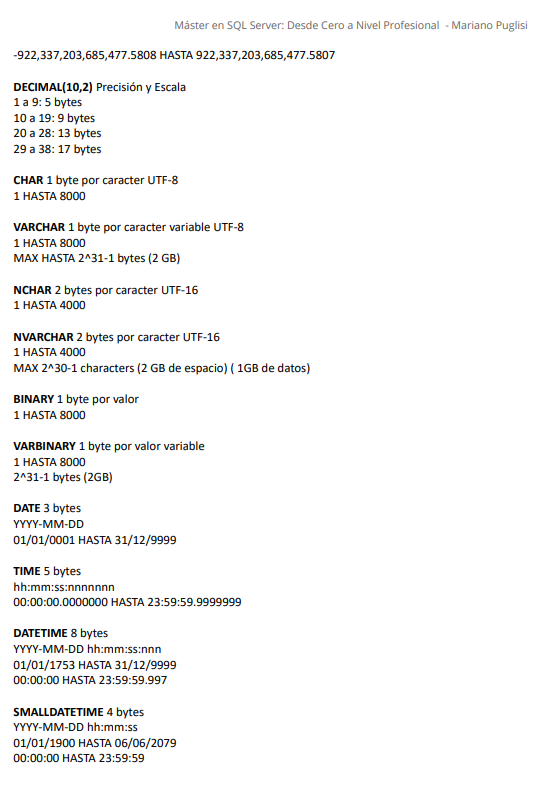 Máster en SQL Server: Desde Cero a Nivel Profesional - Mariano Puglisi
-922,337,203,685,477.5808 HASTA 922,337,203,685,477.5807
DECIMAL(10,2) Precisión y Escala
1 a 9: 5 bytes
10 a 19: 9 bytes
20 a 28: 13 bytes
29 a 38: 17 bytes
CHAR 1 byte por caracter UTF-8
1 HASTA 8000
VARCHAR 1 byte por caracter variable UTF-8
1 HASTA 8000
MAX HASTA 2^31-1 bytes (2 GB)
NCHAR 2 bytes por caracter UTF-16
1 HASTA 4000
NVARCHAR 2 bytes por caracter UTF-16
1 HASTA 4000
MAX 2^30-1 characters (2 GB de espacio) ( 1GB de datos)
BINARY 1 byte por valor
1 HASTA 8000
VARBINARY 1 byte por valor variable
1 HASTA 8000
2^31-1 bytes (2GB)
DATE 3 bytes
YYYY-MM-DD
01/01/0001 HASTA 31/12/9999
TIME 5 bytes
hh:mm:ss:nnnnnnn
00:00:00.0000000 HASTA 23:59:59.9999999
DATETIME 8 bytes
YYYY-MM-DD hh:mm:ss:nnn
01/01/1753 HASTA 31/12/9999
00:00:00 HASTA 23:59:59.997
SMALLDATETIME 4 bytes
YYYY-MM-DD hh:mm:ss
01/01/1900 HASTA 06/06/2079
00:00:00 HASTA 23:59:59